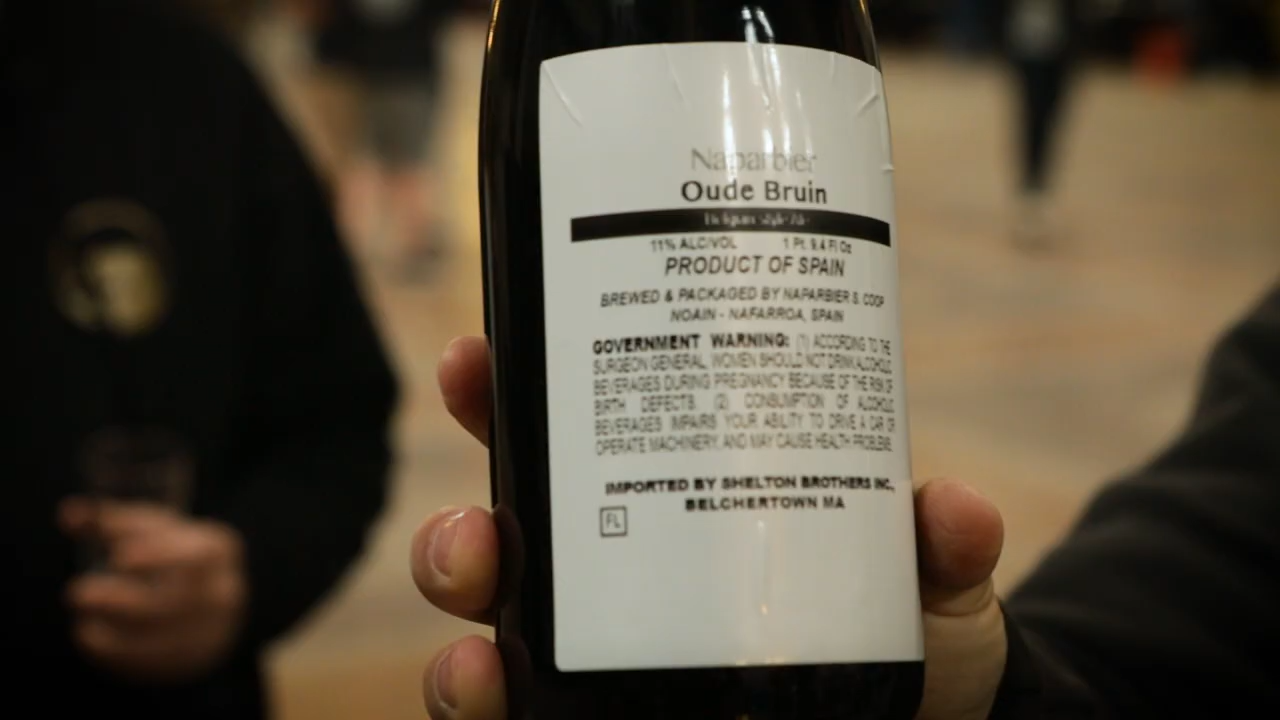 Naparbier
Oude Bruin
Belgian Style Ale
11% ALC/VOL 1 Pt. 9.4 Fl Oz
PRODUCT OF SPAIN
BREWED & PACKAGED BY NAPARBIER S. COOP
NOAIN - NAFARROA, SPAIN
GOVERNMENT WARNING: (1) ACCORDING TO THE
SURGEON GENERAL, WOMEN SHOULD NOT DRINK ALCOHOLIC
BEVERAGES DURING PREGNANCY BECAUSE OF THE RISK OF
BIRTH DEFECTS. (2) CONSUMPTION OF ALCOHOLIC
BEVERAGES IMPAIRS YOUR ABILITY TO DRIVE A CAR OR
OPERATE MACHINERY, AND MAY CAUSE HEALTH PROBLEMS.
IMPORTED BY SHELTON BROTHERS INC.,
BELCHERTOWN MA
FL